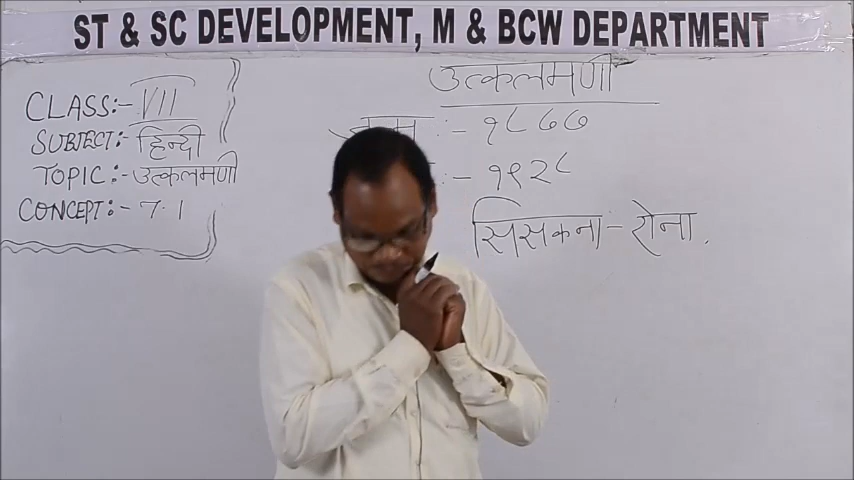 ST & SC DEVELOPMENT, M & BCW DEPARTMENT
CLASS:- VII
SUBJECT:- हिन्दी
TOPIC:- उत्कलमणी
CONCEPT:- 7.1
उत्कलमणी
:- १८७७
:- १९२८
सिसकना - रोना.